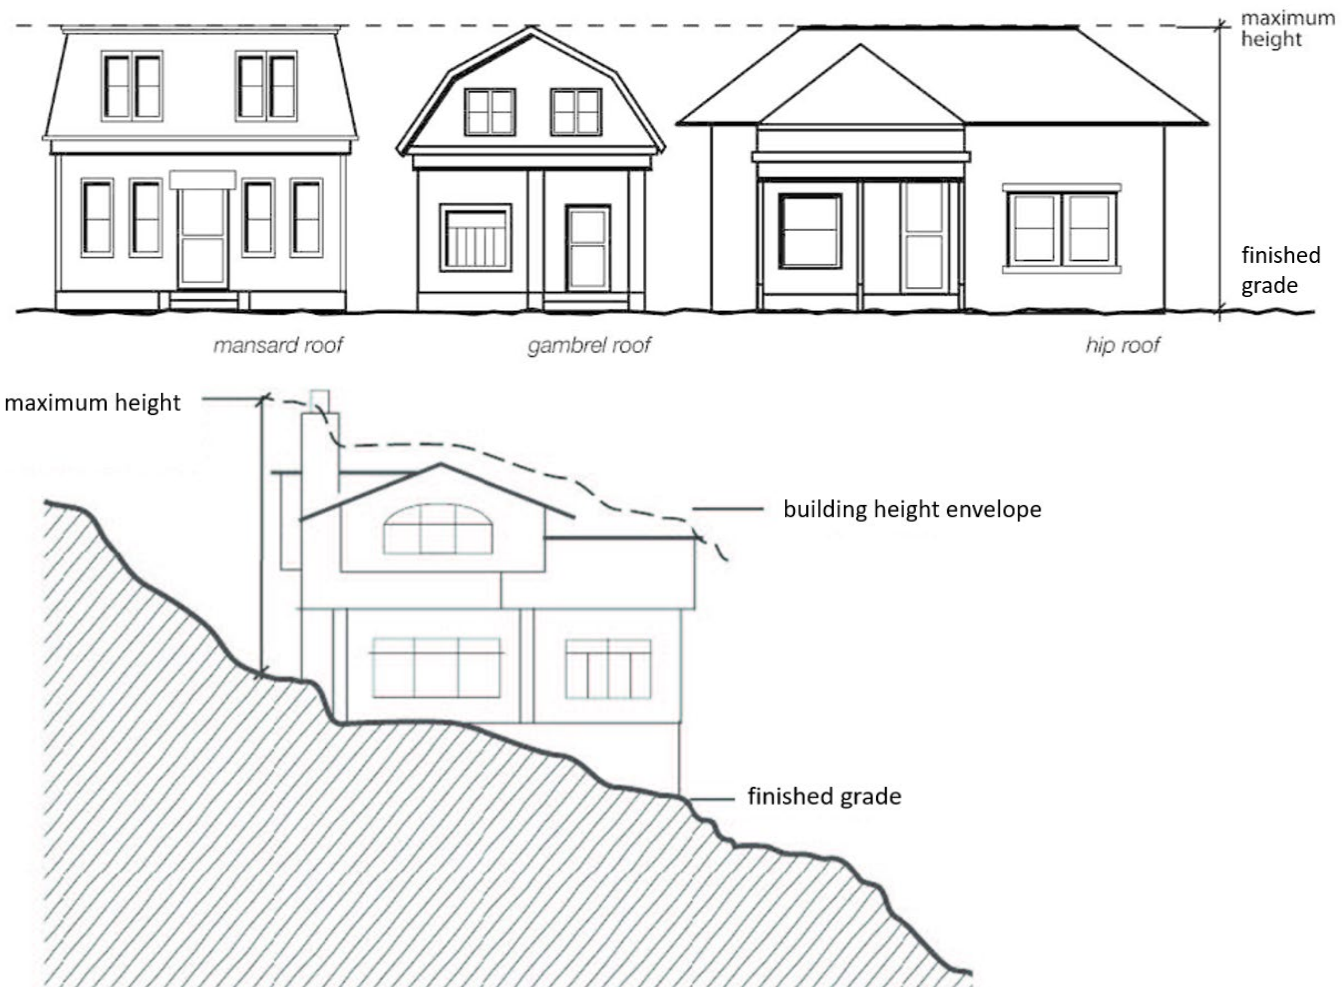 maximum
height
finished
grade
mansard roof
gambrel roof
hip roof
maximum height
building height envelope
finished grade